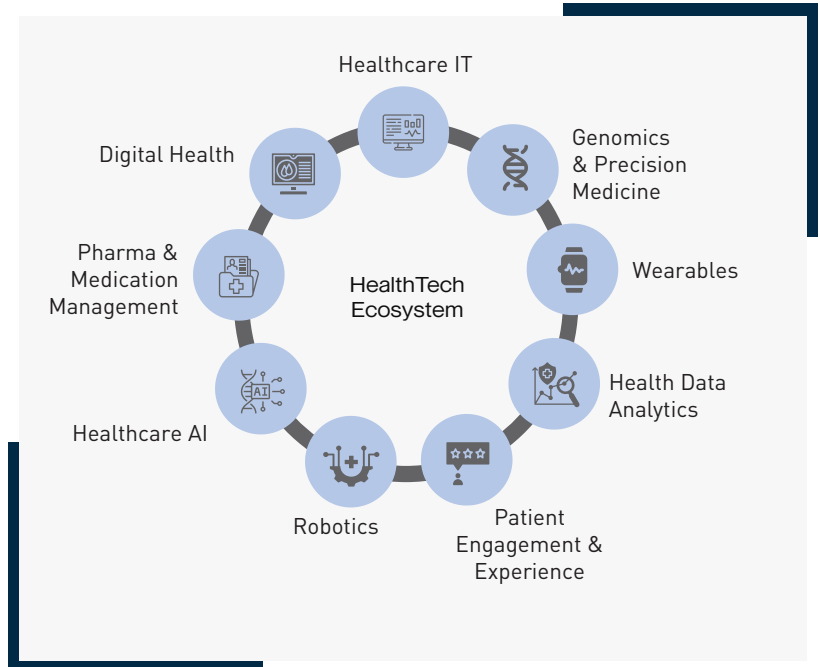 Healthcare IT
Digital Health
Genomics
& Precision
Medicine
Pharma &
Medication
Management
Wearables
HealthTech
Ecosystem
Health Data
Analytics
Healthcare AI
AI
Robotics
Patient
Engagement &
Experience